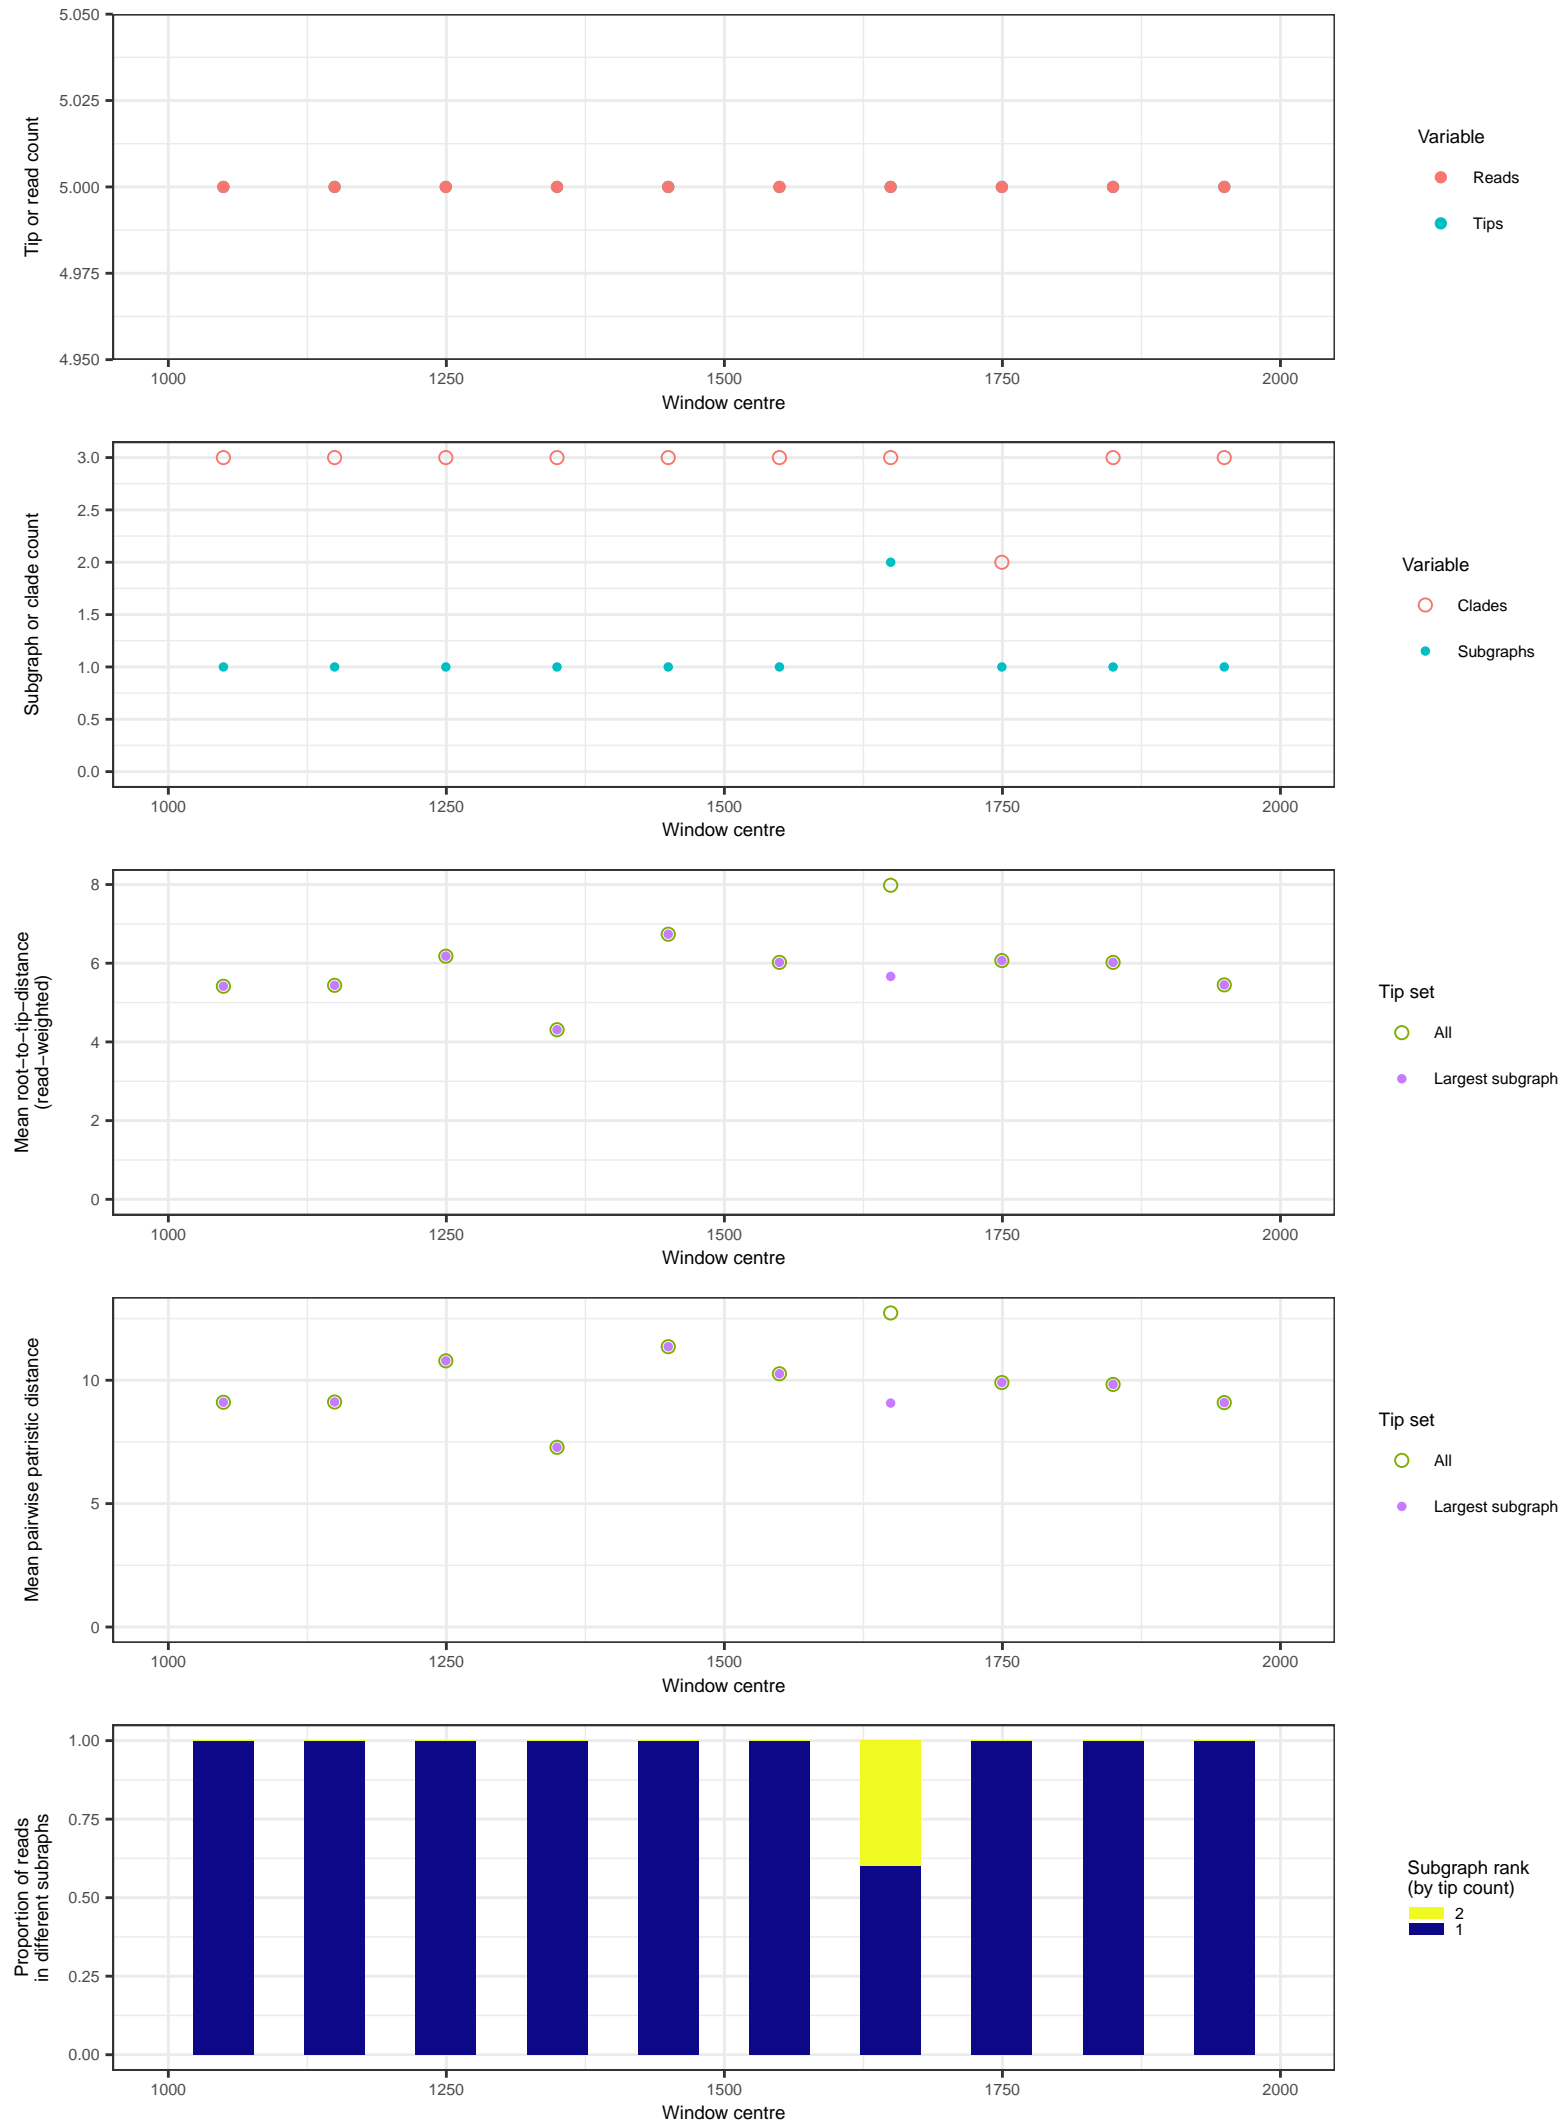 5.050
5.025
5.000
4.975
4.950
Tip or read count
1000 1250 1500 1750 2000
Window centre
Variable
Reads
Tips
3.0
2.5
2.0
1.5
1.0
0.5
0.0
Subgraph or clade count
1000 1250 1500 1750 2000
Window centre
Variable
Clades
Subgraphs
8
6
4
2
0
Mean root−to−tip−distance
(read−weighted)
1000 1250 1500 1750 2000
Window centre
Tip set
All
Largest subgraph
10
5
0
Mean pairwise patristic distance
1000 1250 1500 1750 2000
Window centre
Tip set
All
Largest subgraph
1.00
0.75
0.50
0.25
0.00
Proportion of reads
in different subraphs
1000 1250 1500 1750 2000
Window centre
Subgraph rank
(by tip count)
2
1